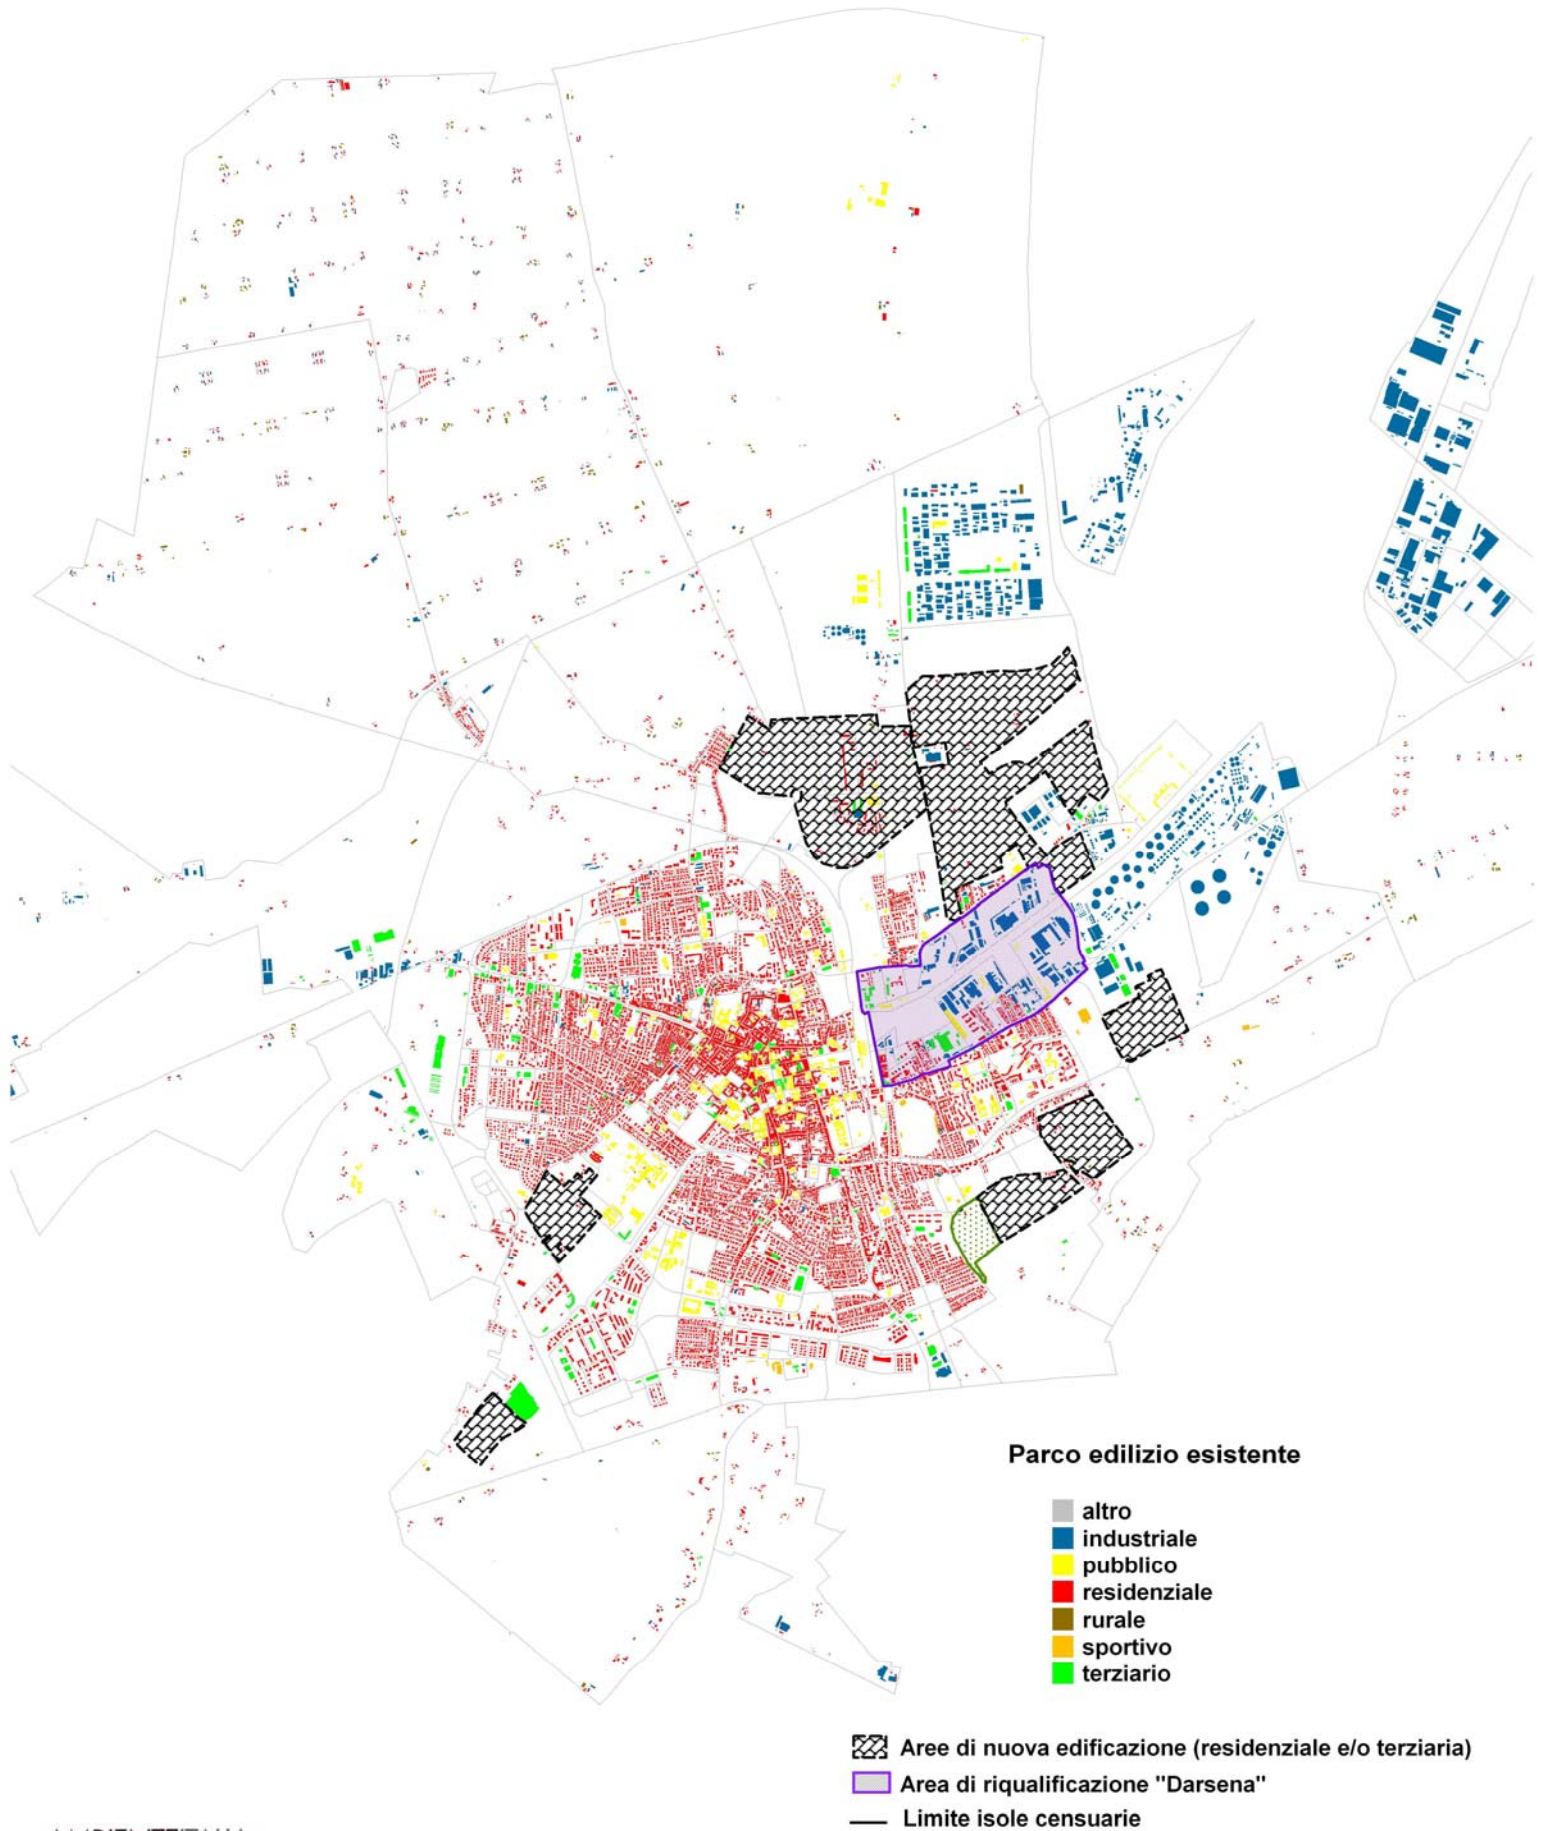 Parco edilizio esistente
altro
industriale
pubblico
residenziale
rurale
sportivo
terziario
Aree di nuova edificazione (residenziale e/o terziaria)
Area di riqualificazione "Darsena"
Limite isole censuarie